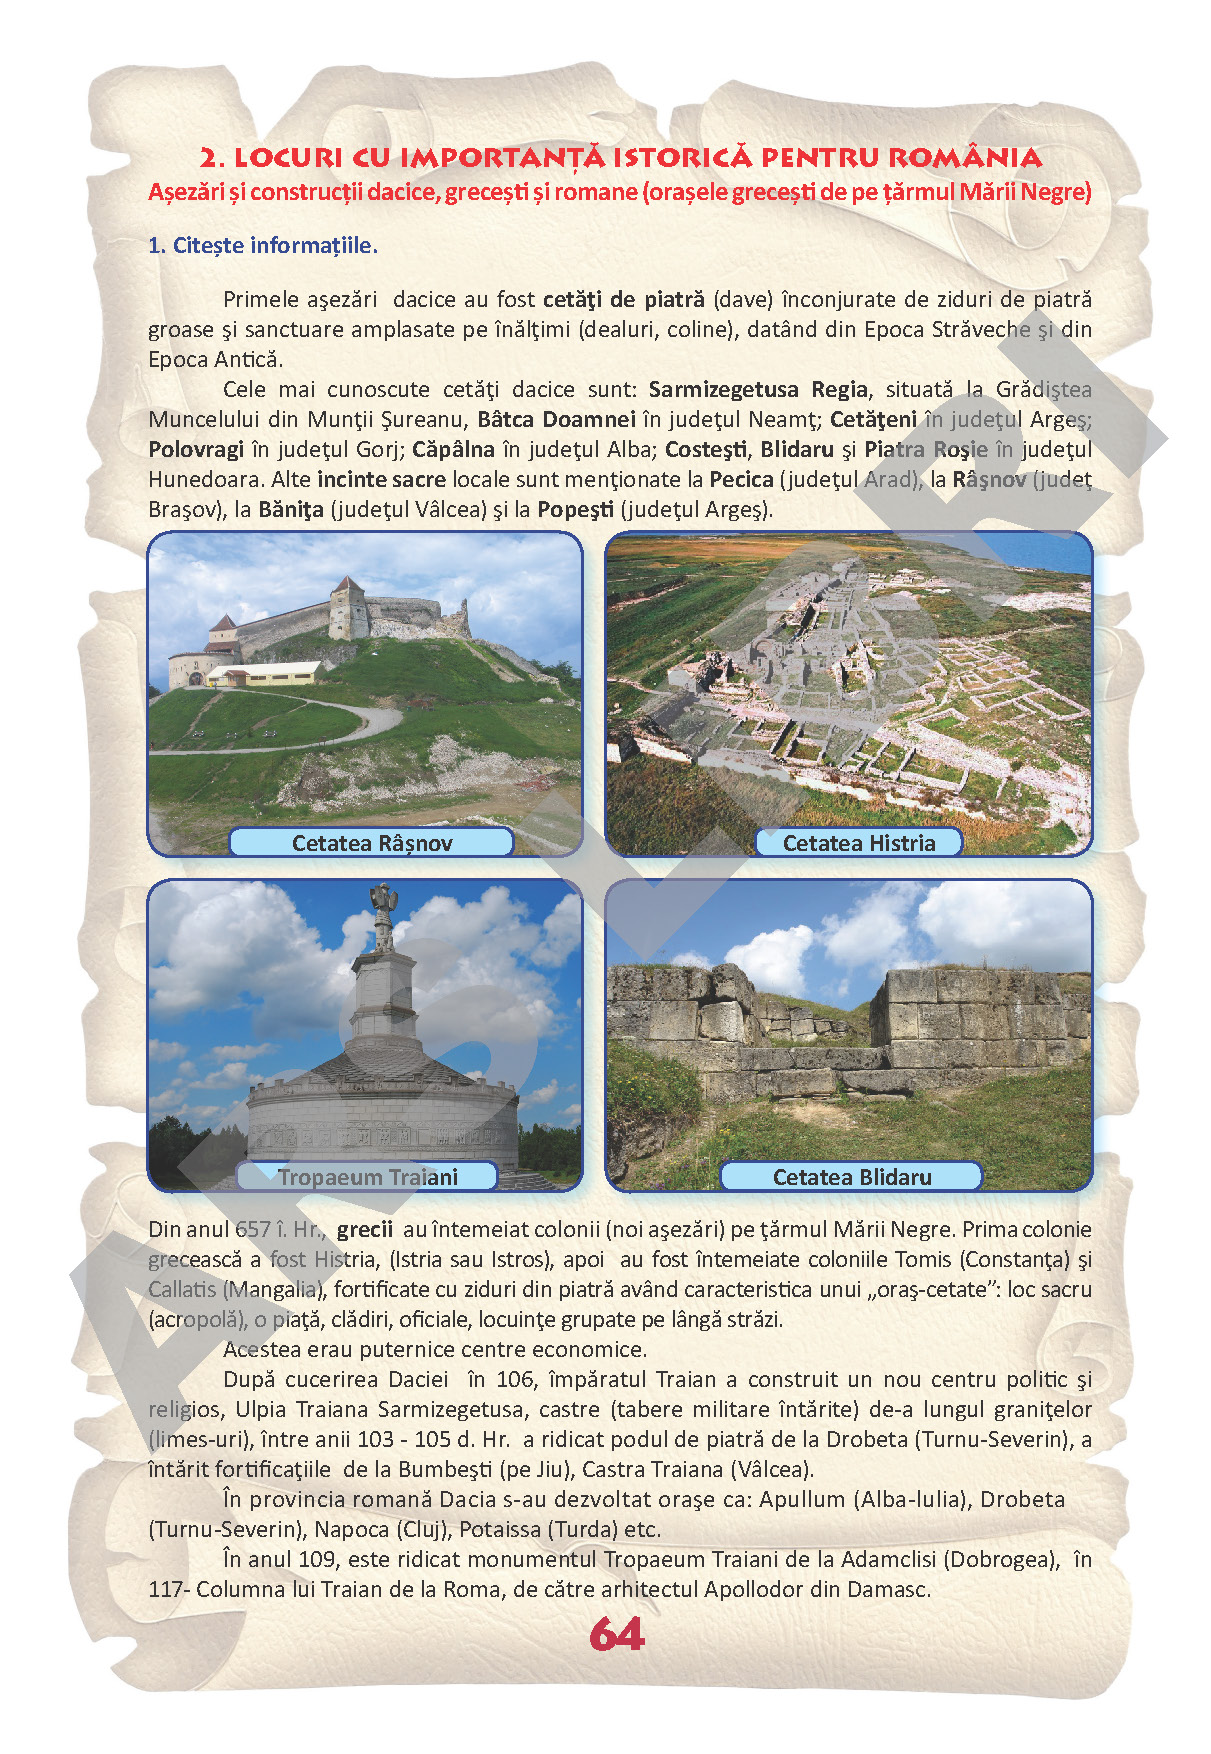 2. LOCURI CU IMPORTANȚĂ ISTORICĂ PENTRU ROMÂNIA
Așezări și construcții dacice, grecești și romane (orașele grecești de pe țărmul Mării Negre)
1. Citește informațiile.
Primele aşezări dacice au fost cetăţi de piatră (dave) înconjurate de ziduri de piatră
groase şi sanctuare amplasate pe înălţimi (dealuri, coline), datând din Epoca Străveche şi din
Epoca Antică.
Cele mai cunoscute cetăţi dacice sunt: Sarmizegetusa Regia, situată la Grădiştea
Muncelului din Munţii Şureanu, Bâtca Doamnei în judeţul Neamţ; Cetăţeni în judeţul Argeş;
Polovragi în judeţul Gorj; Căpâlna în judeţul Alba; Costeşti, Blidaru şi Piatra Roşie în judeţul
Hunedoara. Alte incinte sacre locale sunt menţionate la Pecica (judeţul Arad), la Râşnov (judeţ
Braşov), la Băniţa (judeţul Vâlcea) şi la Popeşti (judeţul Argeş).
Cetatea Râșnov
Cetatea Histria
Tropaeum Traiani
Cetatea Blidaru
Din anul 657 î. Hr., grecii au întemeiat colonii (noi aşezări) pe ţărmul Mării Negre. Prima colonie
grecească a fost Histria, (Istria sau Istros), apoi au fost întemeiate coloniile Tomis (Constanţa) şi
Callatis (Mangalia), fortificate cu ziduri din piatră având caracteristica unui „oraş-cetate”: loc sacru
(acropolă), o piaţă, clădiri, oficiale, locuinţe grupate pe lângă străzi.
Acestea erau puternice centre economice.
După cucerirea Daciei în 106, împăratul Traian a construit un nou centru politic şi
religios, Ulpia Traiana Sarmizegetusa, castre (tabere militare întărite) de-a lungul graniţelor
(limes-uri), între anii 103 - 105 d. Hr. a ridicat podul de piatră de la Drobeta (Turnu-Severin), a
întărit fortificaţiile de la Bumbeşti (pe Jiu), Castra Traiana (Vâlcea).
În provincia romană Dacia s-au dezvoltat oraşe ca: Apullum (Alba-Iulia), Drobeta
(Turnu-Severin), Napoca (Cluj), Potaissa (Turda) etc.
În anul 109, este ridicat monumentul Tropaeum Traiani de la Adamclisi (Dobrogea), în
117- Columna lui Traian de la Roma, de către arhitectul Apollodor din Damasc.
64
ARS LIBRI